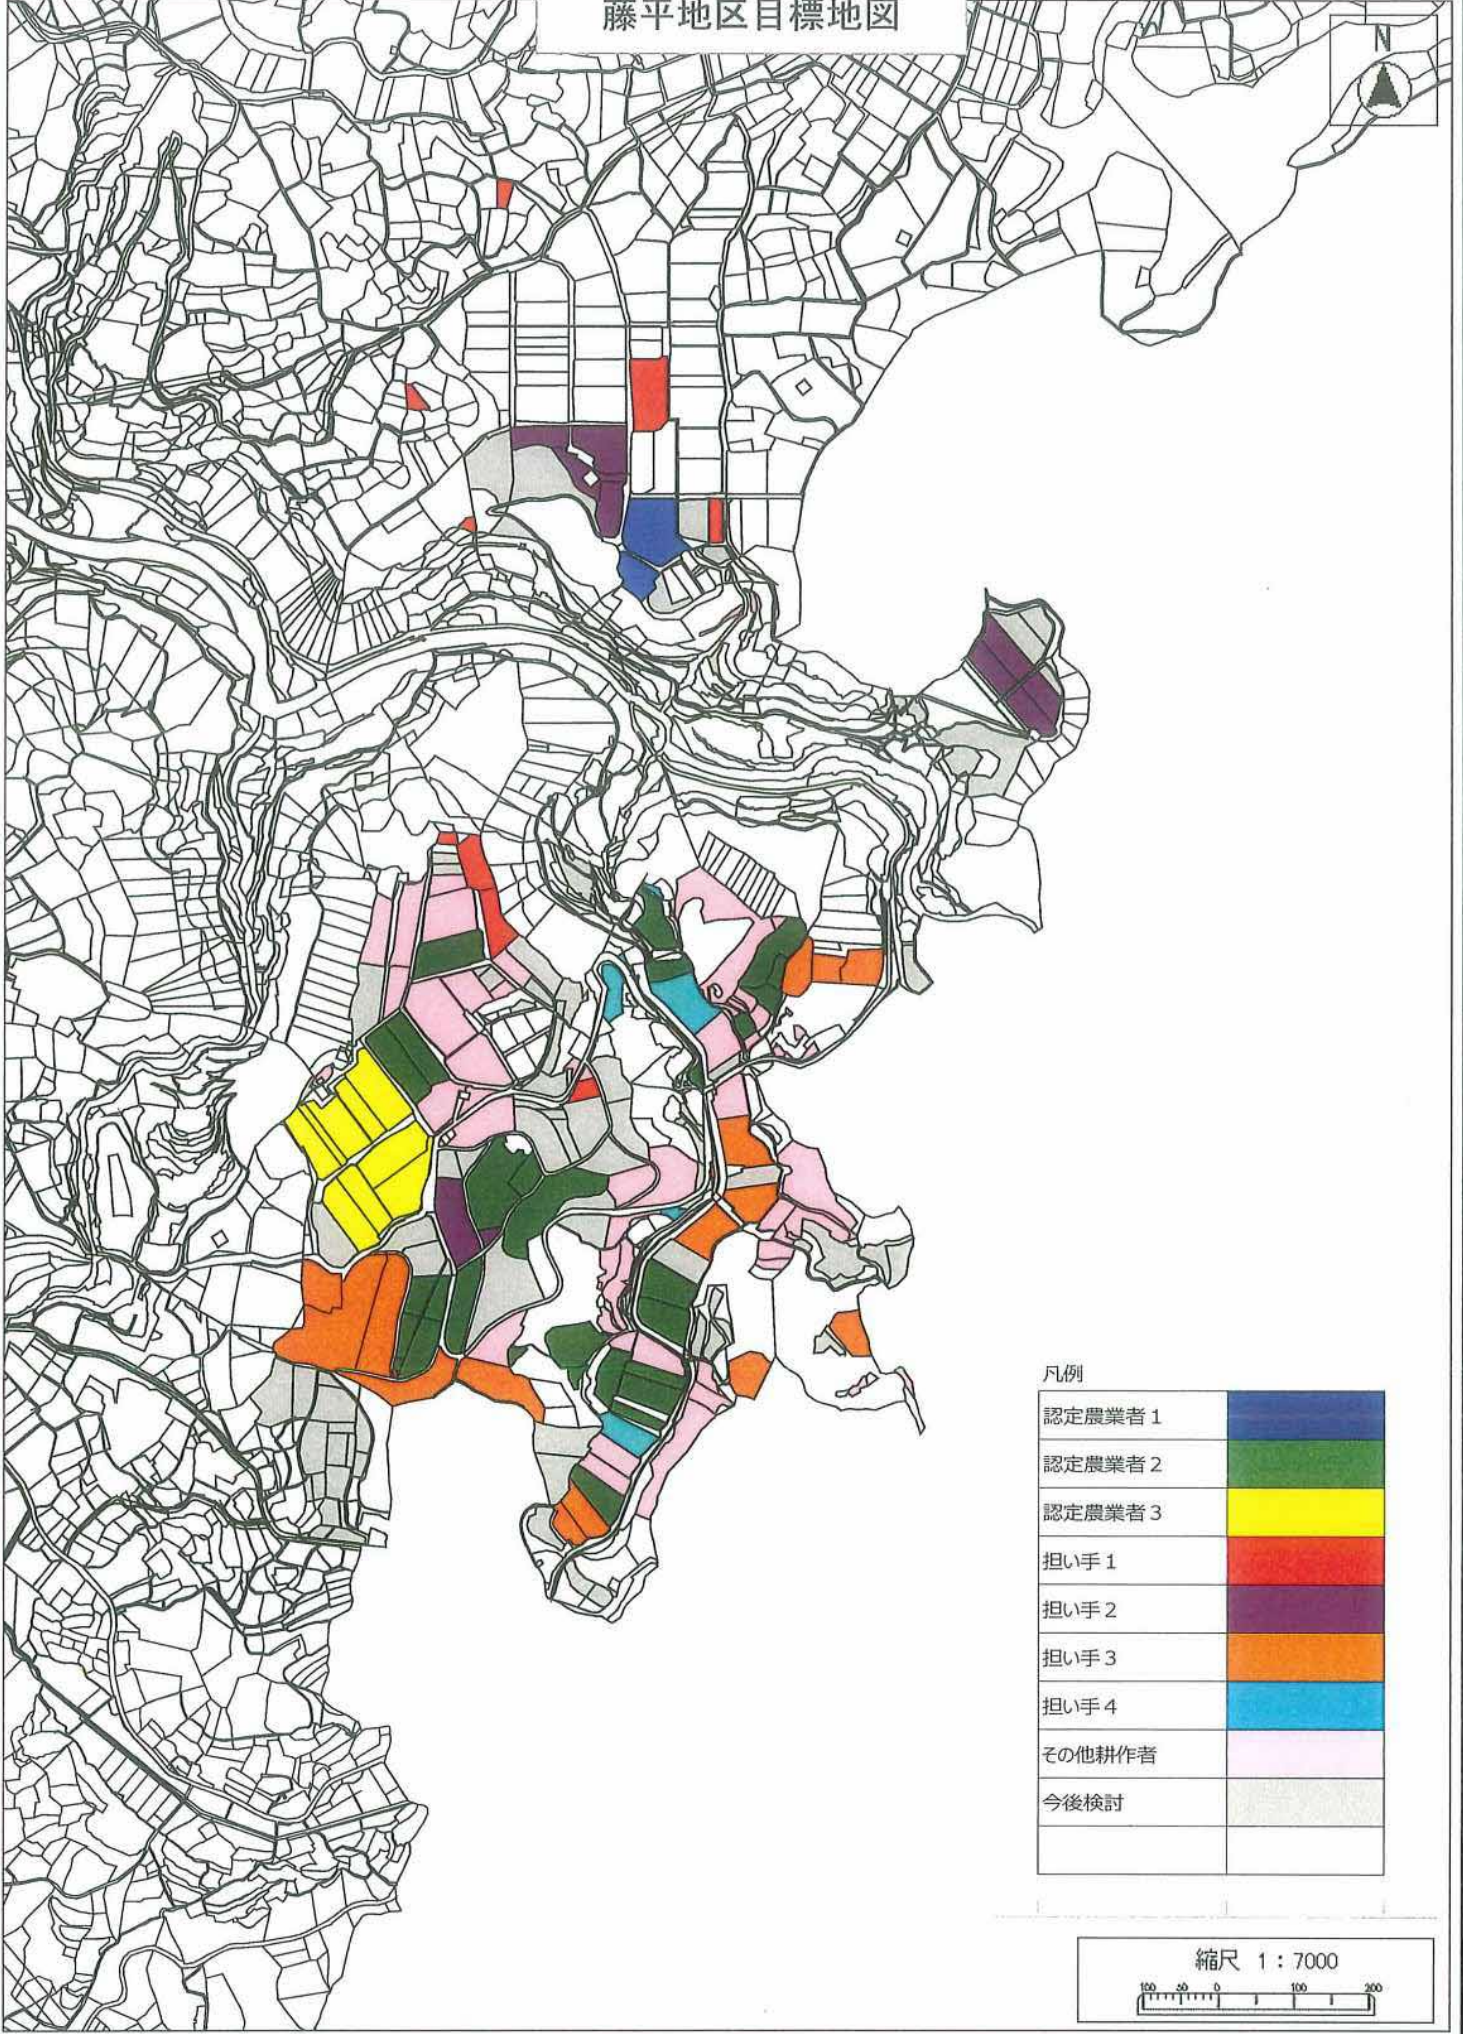 藤平地区目標地図
N
凡例
認定農業者１
認定農業者２
認定農業者３
担い手１
担い手２
担い手３
担い手４
その他耕作者
今後検討
縮尺 1：7000
100 50 0 100 200